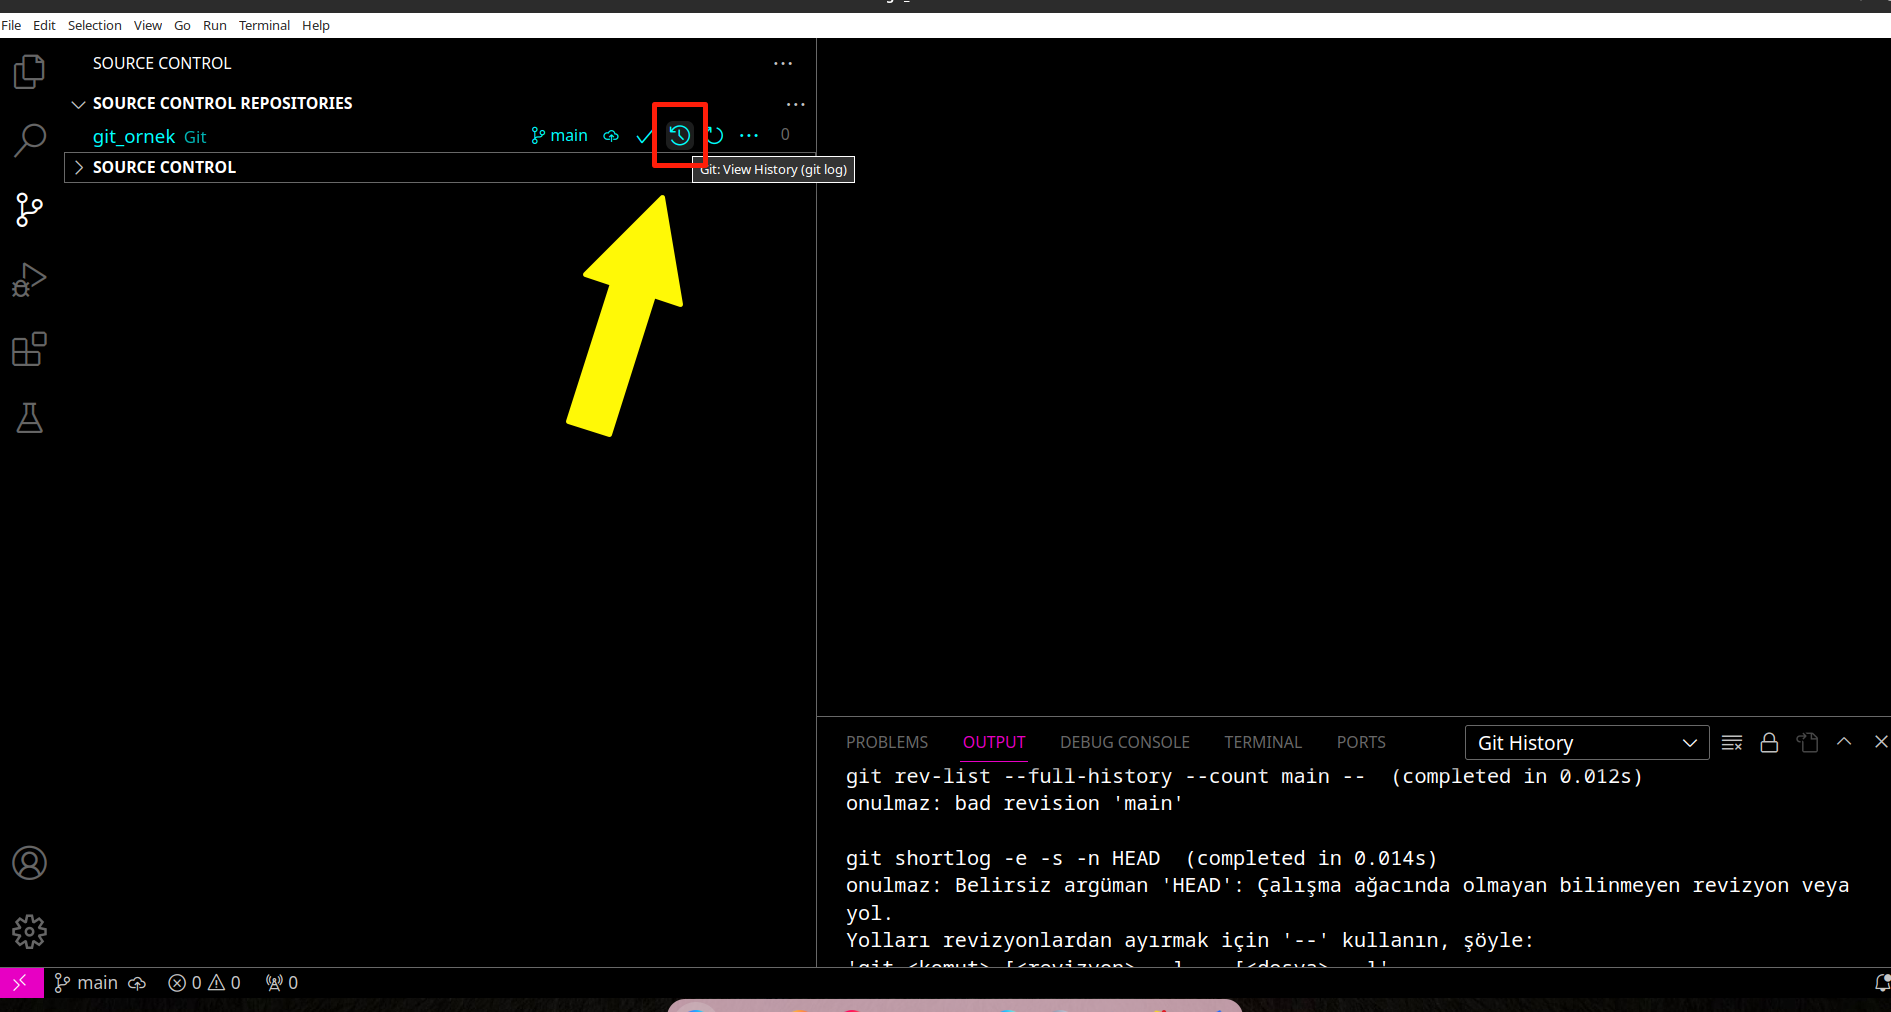 File Edit Selection View Go Run Terminal Help
SOURCE CONTROL
SOURCE CONTROL REPOSITORIES
git_ornek Git main 0
SOURCE CONTROL
Git: View History (git log)
PROBLEMS OUTPUT DEBUG CONSOLE TERMINAL PORTS Git History
git rev-list --full-history --count main -- (completed in 0.012s)
onulmaz: bad revision 'main'
git shortlog -e -s -n HEAD (completed in 0.014s)
onulmaz: Belirsiz argüman 'HEAD': Çalışma ağacında olmayan bilinmeyen revizyon veya
yol.
Yolları revizyonlardan ayırmak için '--' kullanın, şöyle:
'git <komut> [<revizyon>
main 0 0 0